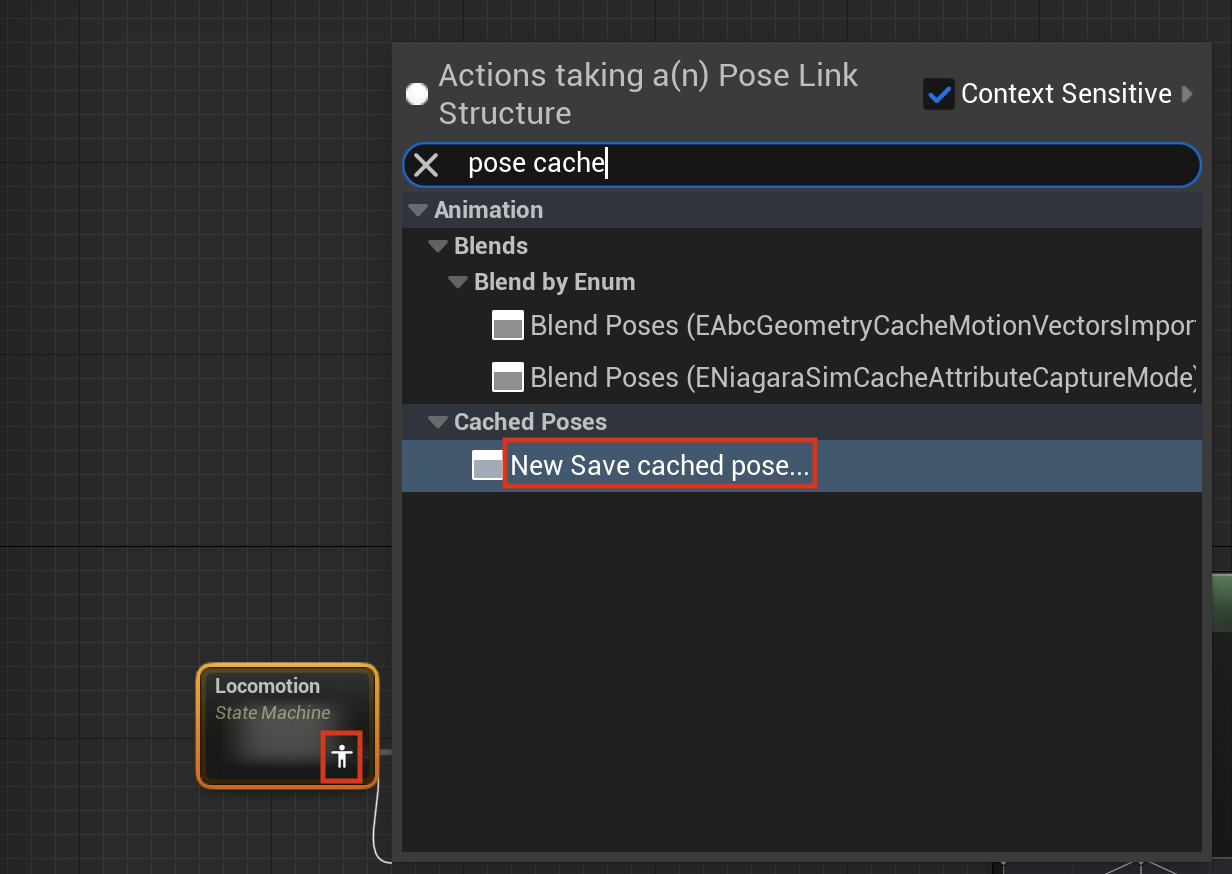 Actions taking a(n) Pose Link
Structure
Context Sensitive
pose cache
Animation
Blends
Blend by Enum
Blend Poses (EAbcGeometryCacheMotionVectorsImpor
Blend Poses (ENiagaraSimCacheAttributeCaptureMode)
Cached Poses
New Save cached pose...
Locomotion
State Machine